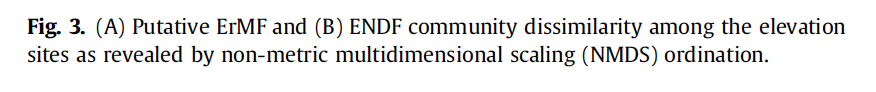 Fig. 3. (A) Putative ErMF and (B) ENDF community dissimilarity among the elevation
sites as revealed by non-metric multidimensional scaling (NMDS) ordination.